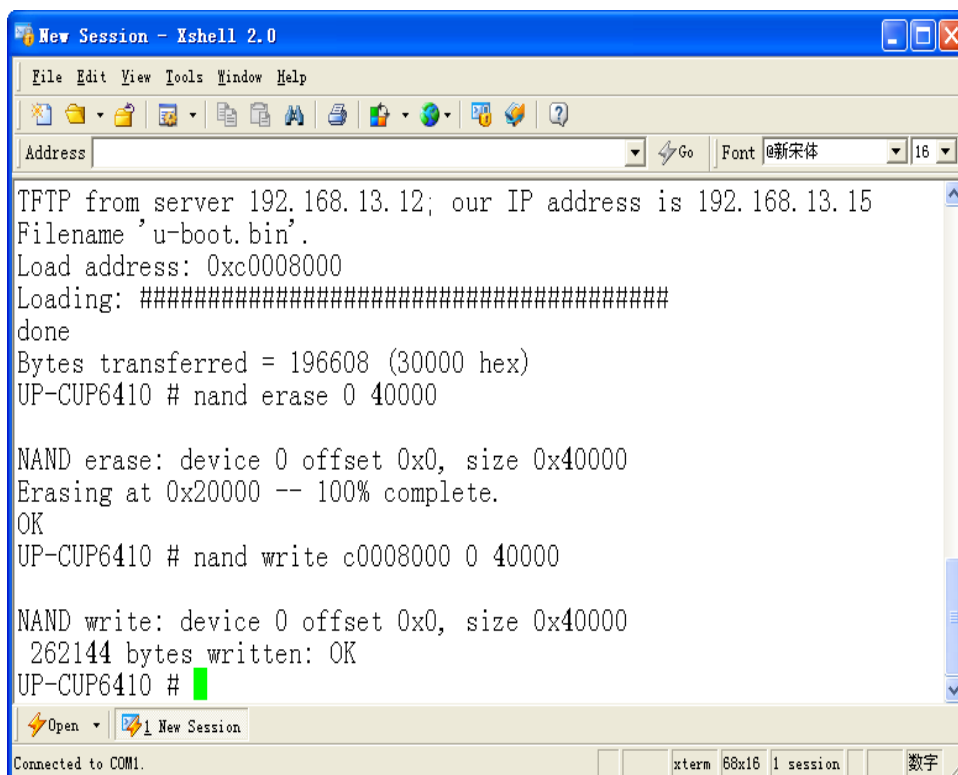 New Session - Xshell 2.0
File Edit View Tools Window Help
Address Go Font @新宋体 16
TFTP from server 192.168.13.12; our IP address is 192.168.13.15
Filename 'u-boot.bin'.
Load address: 0xc0008000
Loading: #######################################
done
Bytes transferred = 196608 (30000 hex)
UP-CUP6410 # nand erase 0 40000
NAND erase: device 0 offset 0x0, size 0x40000
Erasing at 0x20000 -- 100% complete.
OK
UP-CUP6410 # nand write c0008000 0 40000
NAND write: device 0 offset 0x0, size 0x40000
262144 bytes written: OK
UP-CUP6410 #
Open 1 New Session
Connected to COM1. xterm 68x16 1 session 数字